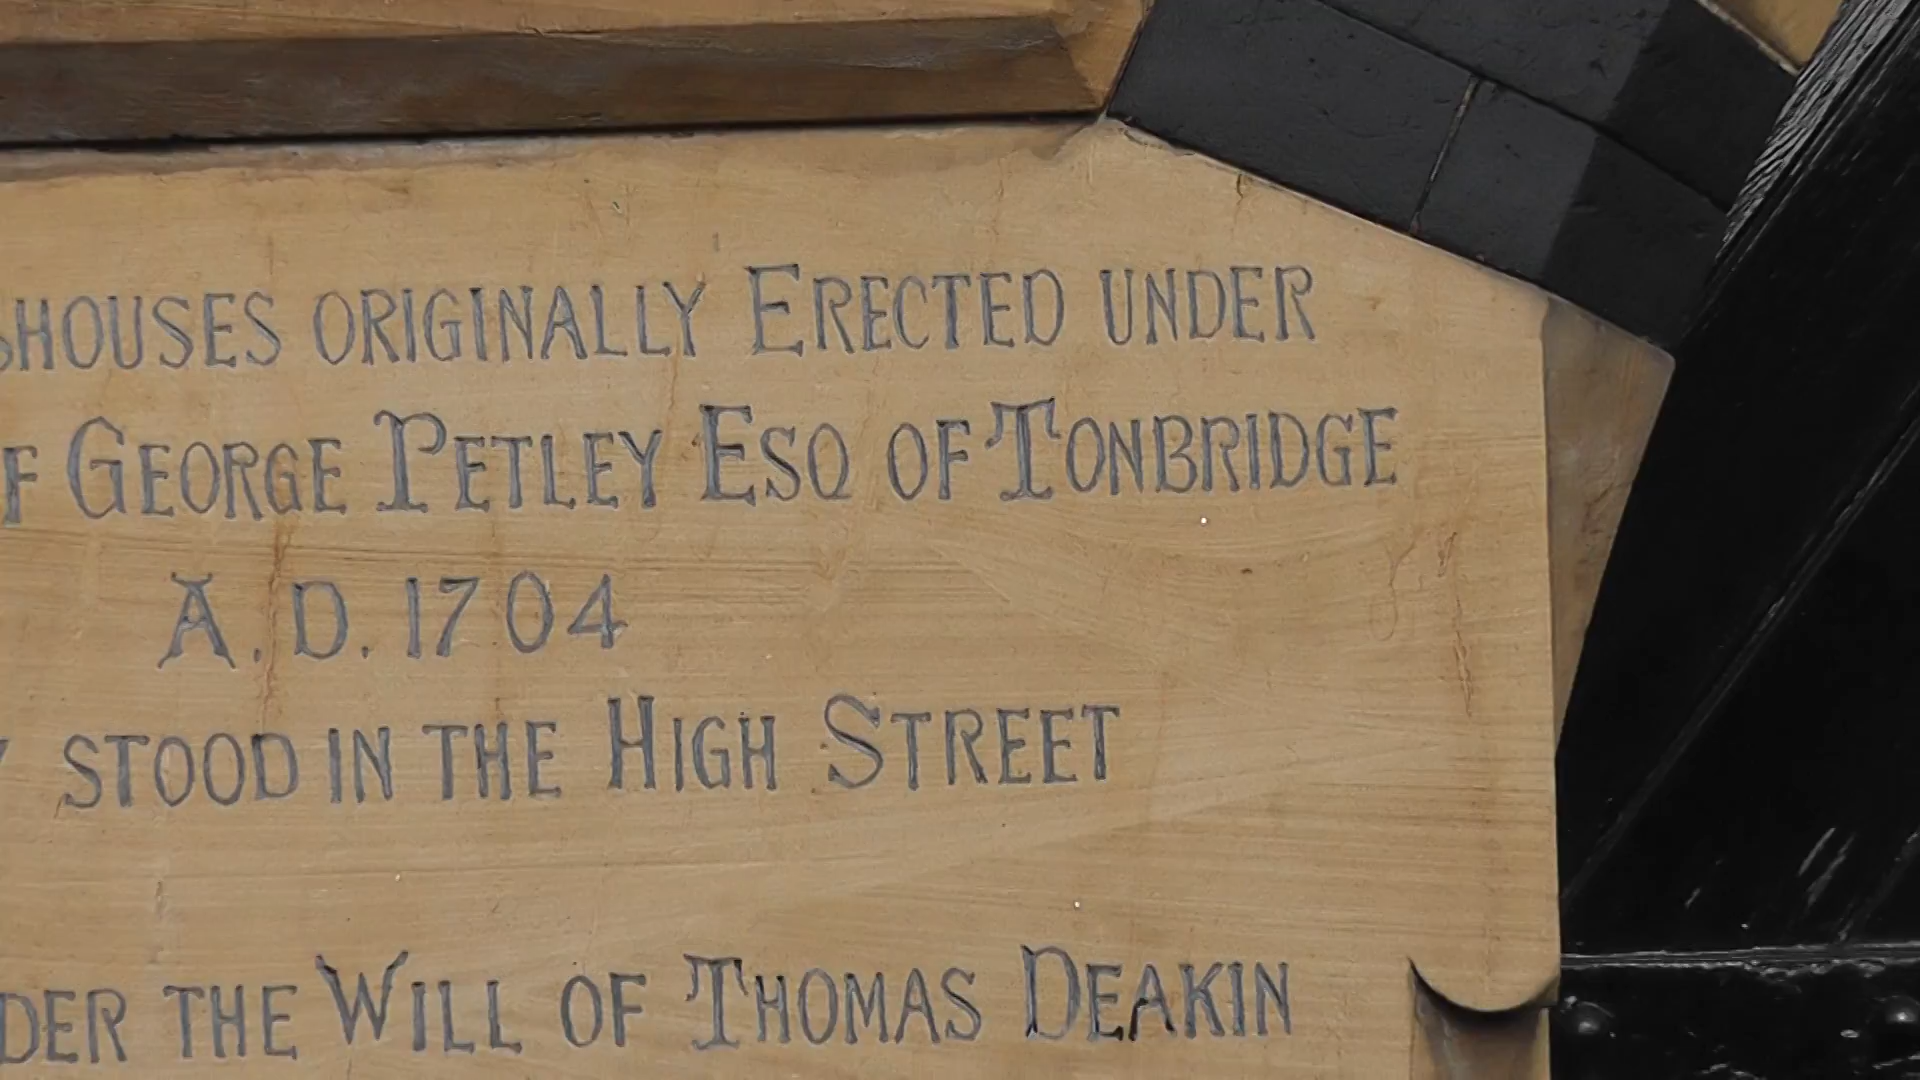 SHOUSES ORIGINALLY ERECTED UNDER
F GEORGE PETLEY ESQ OF TONBRIDGE
A.D.1704
Y STOOD IN THE HIGH STREET
DER THE WILL OF THOMAS DEAKIN